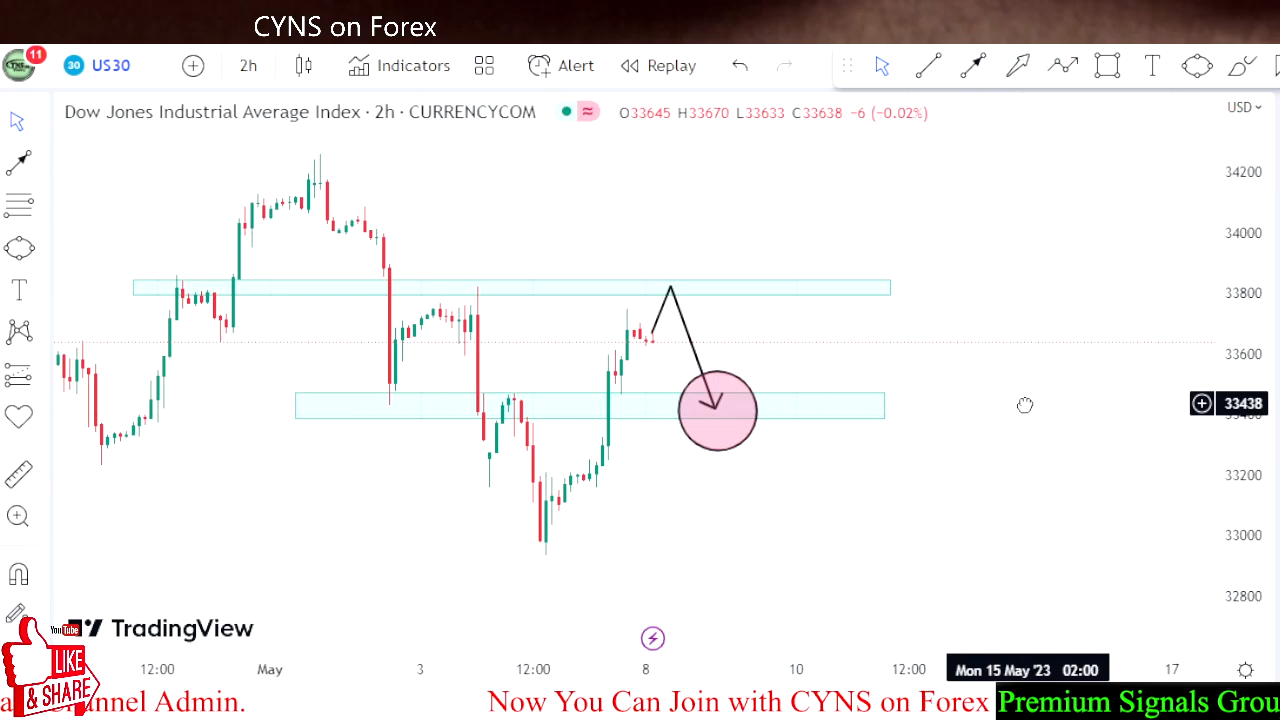 CYNS on Forex
11
30 US30 2h Indicators Alert Replay T
Dow Jones Industrial Average Index · 2h · CURRENCYCOM O33645 H33670 L33633 C33638 −6 (−0.02%)
USD
34200
34000
33800
33600
33438
33400
33200
33000
32800
TradingView
12:00 May 3 12:00 8 10 12:00 Mon 15 May '23 02:00 17
YouTube
LIKE
& SHARE
Channel Admin. Now You Can Join with CYNS on Forex Premium Signals Grou